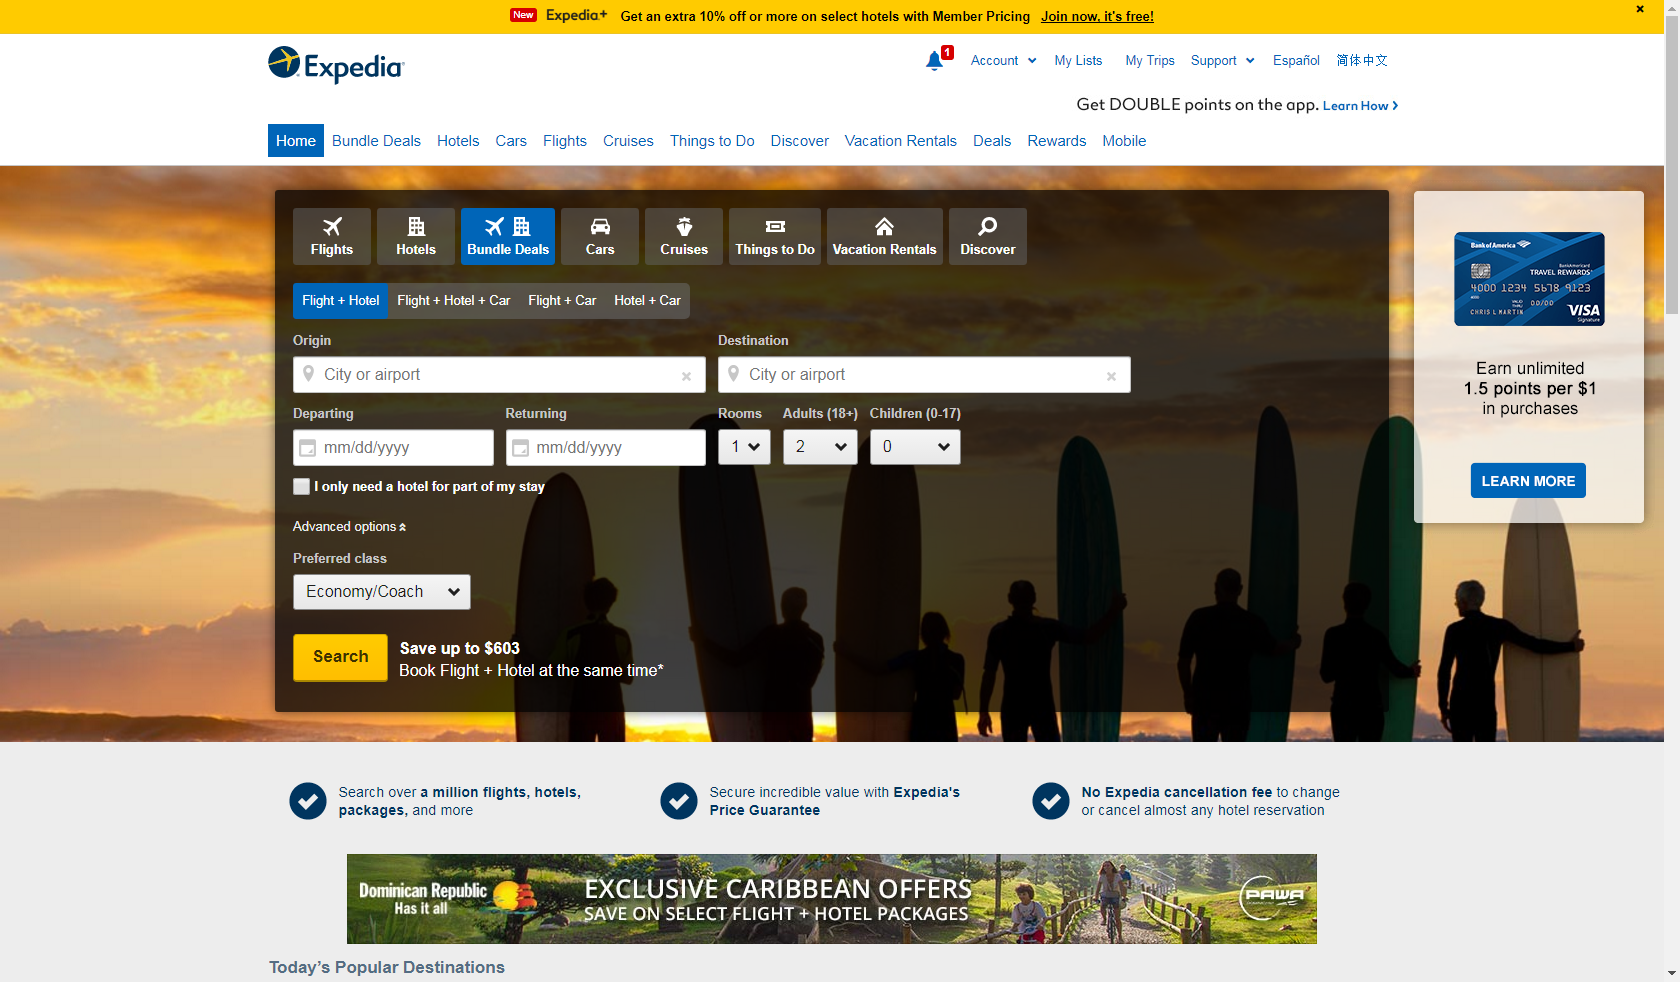 New Expedia+ Get an extra 10% off or more on select hotels with Member Pricing Join now, it's free!
Expedia
1
Account My Lists My Trips Support Español 简体中文
Get DOUBLE points on the app. Learn How
Home Bundle Deals Hotels Cars Flights Cruises Things to Do Discover Vacation Rentals Deals Rewards Mobile
Flights Hotels Bundle Deals Cars Cruises Things to Do Vacation Rentals Discover
Flight + Hotel Flight + Hotel + Car Flight + Car Hotel + Car
Origin Destination
City or airport City or airport
Departing Returning Rooms Adults (18+) Children (0-17)
mm/dd/yyyy mm/dd/yyyy 1 2 0
I only need a hotel for part of my stay
Advanced options
Preferred class
Economy/Coach
Search
Save up to $603
Book Flight + Hotel at the same time*
Bank of America
BankAmericard
TRAVEL REWARDS
4000 1234 5678 9123
VALID THRU 00/00
CHRIS L MARTIN
VISA
Signature
Earn unlimited
1.5 points per $1
in purchases
LEARN MORE
Search over a million flights, hotels,
packages, and more
Secure incredible value with Expedia's
Price Guarantee
No Expedia cancellation fee to change
or cancel almost any hotel reservation
Dominican Republic
Has it all
EXCLUSIVE CARIBBEAN OFFERS
SAVE ON SELECT FLIGHT + HOTEL PACKAGES
PAWA
Today's Popular Destinations